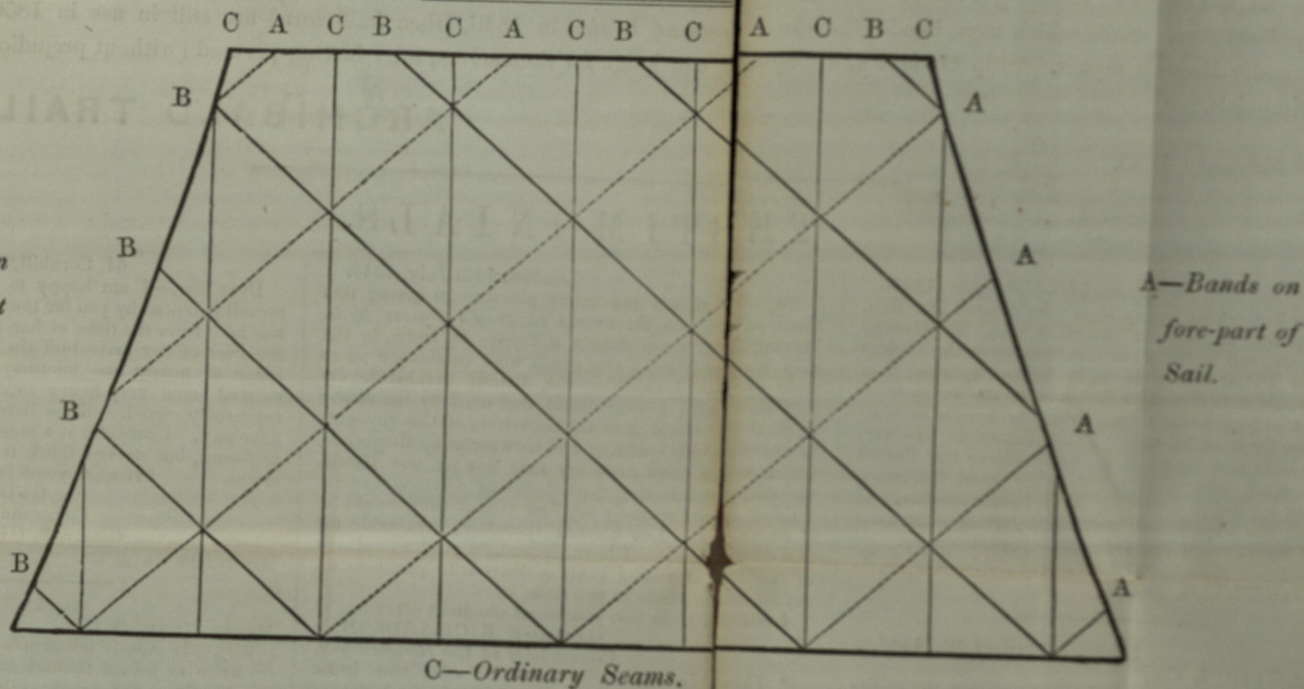 C A C B C A C B C A C B C
B A
B A
B A
B A
A—Bands on
fore-part of
Sail.
C—Ordinary Seams.